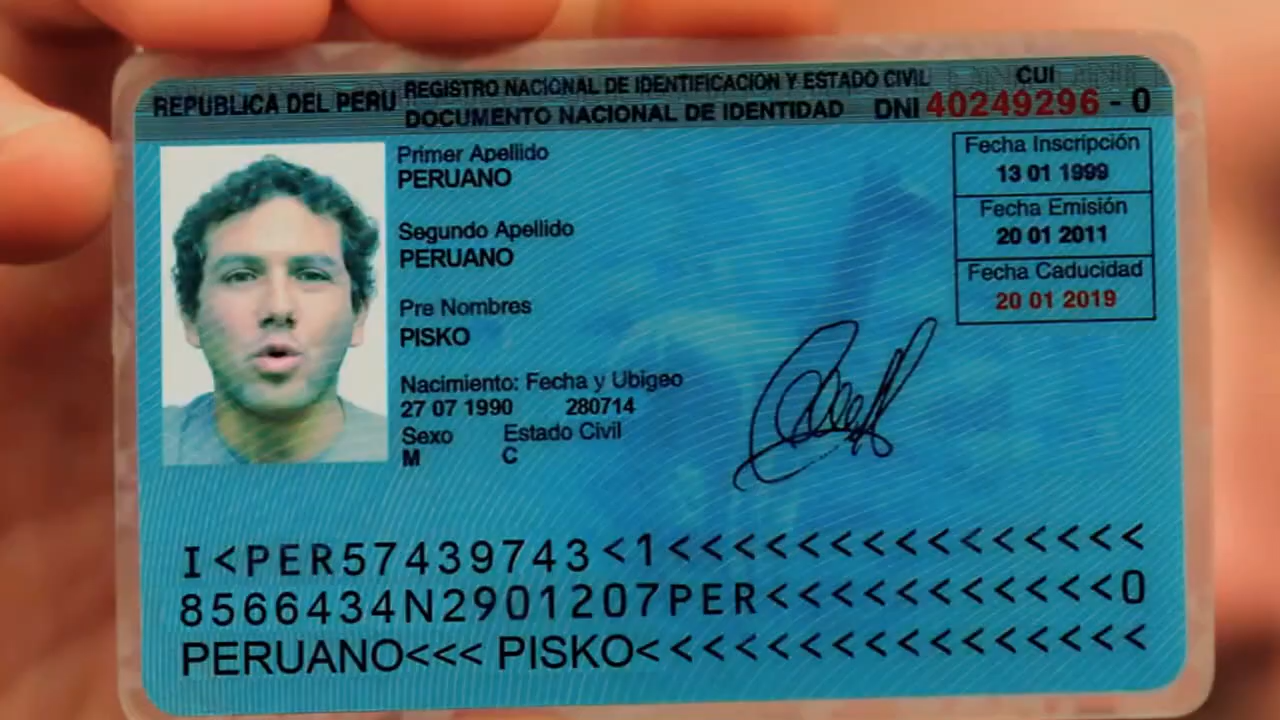 REPUBLICA DEL PERU
REGISTRO NACIONAL DE IDENTIFICACION Y ESTADO CIVIL
DOCUMENTO NACIONAL DE IDENTIDAD
CUI
DNI 40249296 - 0
Primer Apellido
PERUANO
Segundo Apellido
PERUANO
Pre Nombres
PISKO
Nacimiento: Fecha y Ubigeo
27 07 1990 280714
Sexo Estado Civil
M C
Fecha Inscripción
13 01 1999
Fecha Emisión
20 01 2011
Fecha Caducidad
20 01 2019
I<PER57439743<1<<<<<<<<<<<<<<<
8566434N2901207PER<<<<<<<<<<<0
PERUANO<<< PISKO<<<<<<<<<<<<<<<<